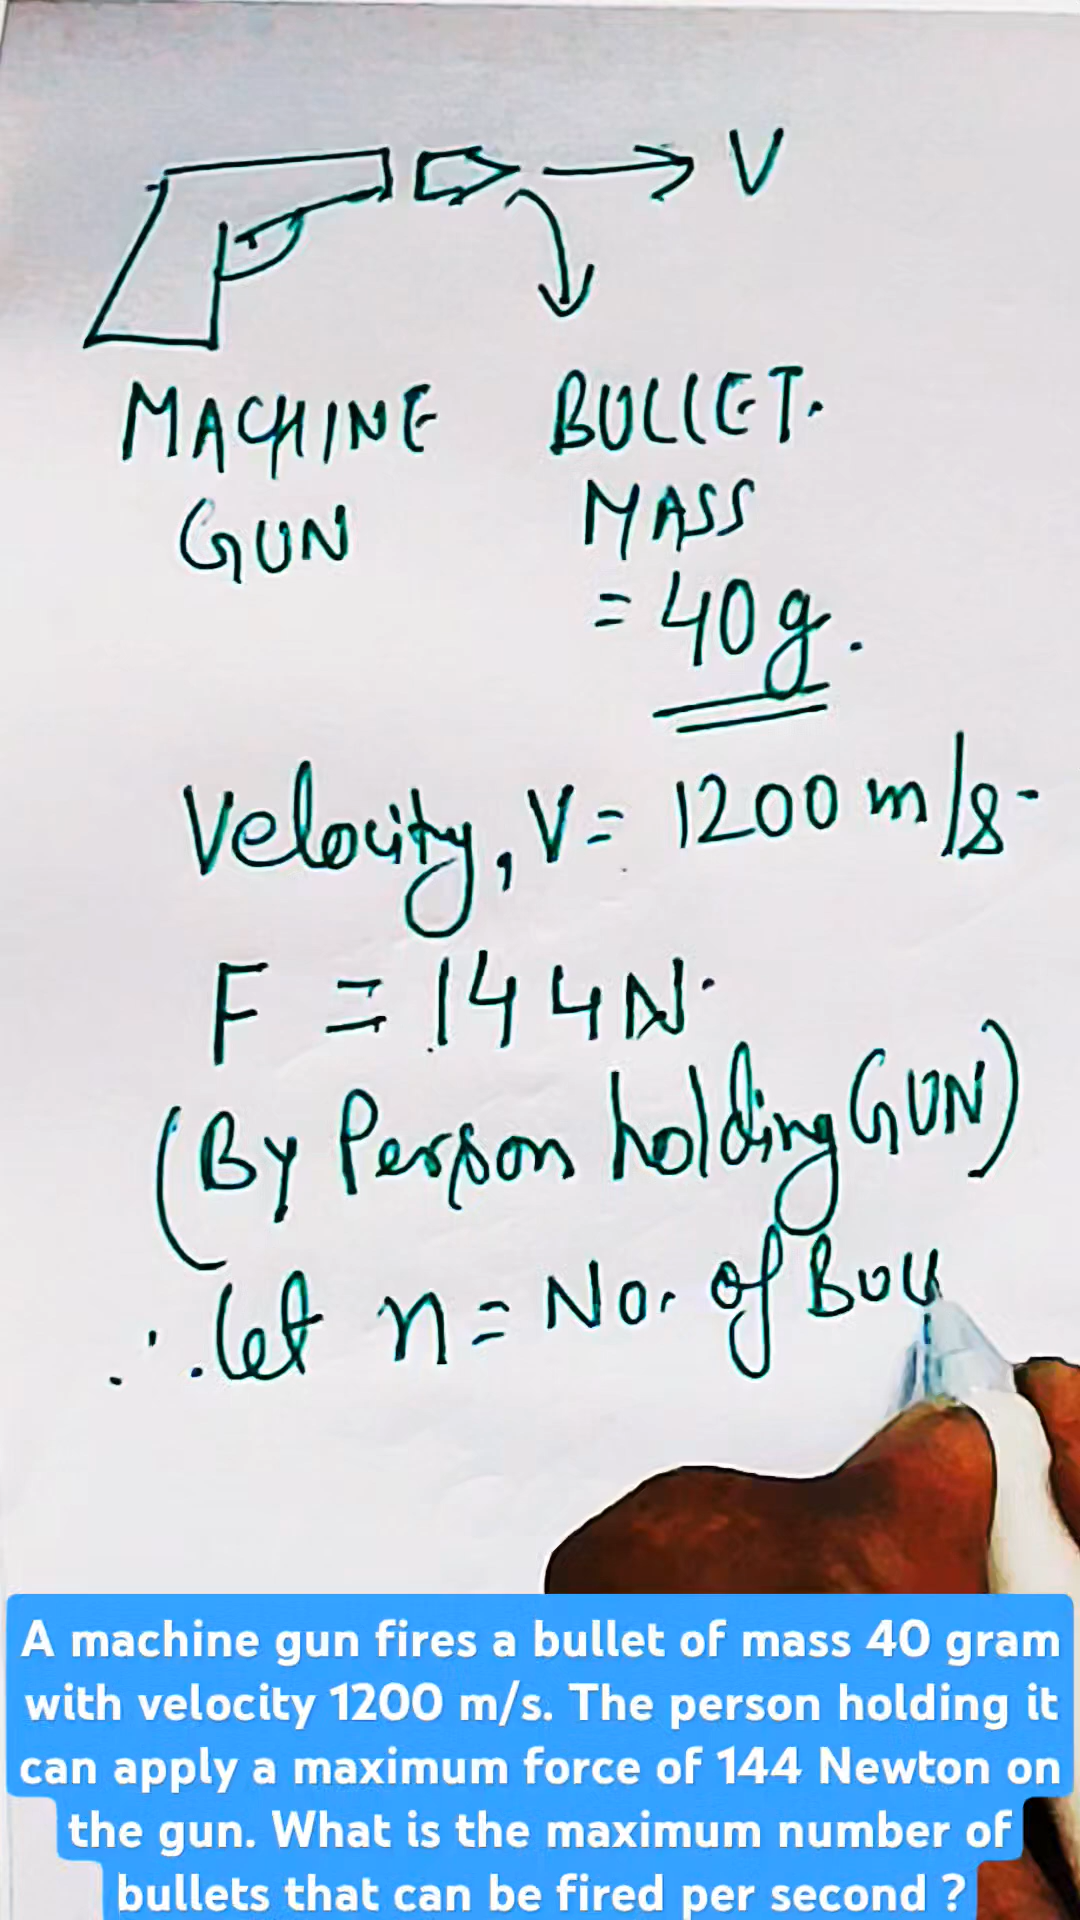 V
MACHINE
GUN
BULLET.
MASS
= 40g.
Velocity, V = 1200 m/s.
F = 144N.
(By Person holding GUN)
∴ let n = No. of Bull
A machine gun fires a bullet of mass 40 gram
with velocity 1200 m/s. The person holding it
can apply a maximum force of 144 Newton on
the gun. What is the maximum number of
bullets that can be fired per second ?